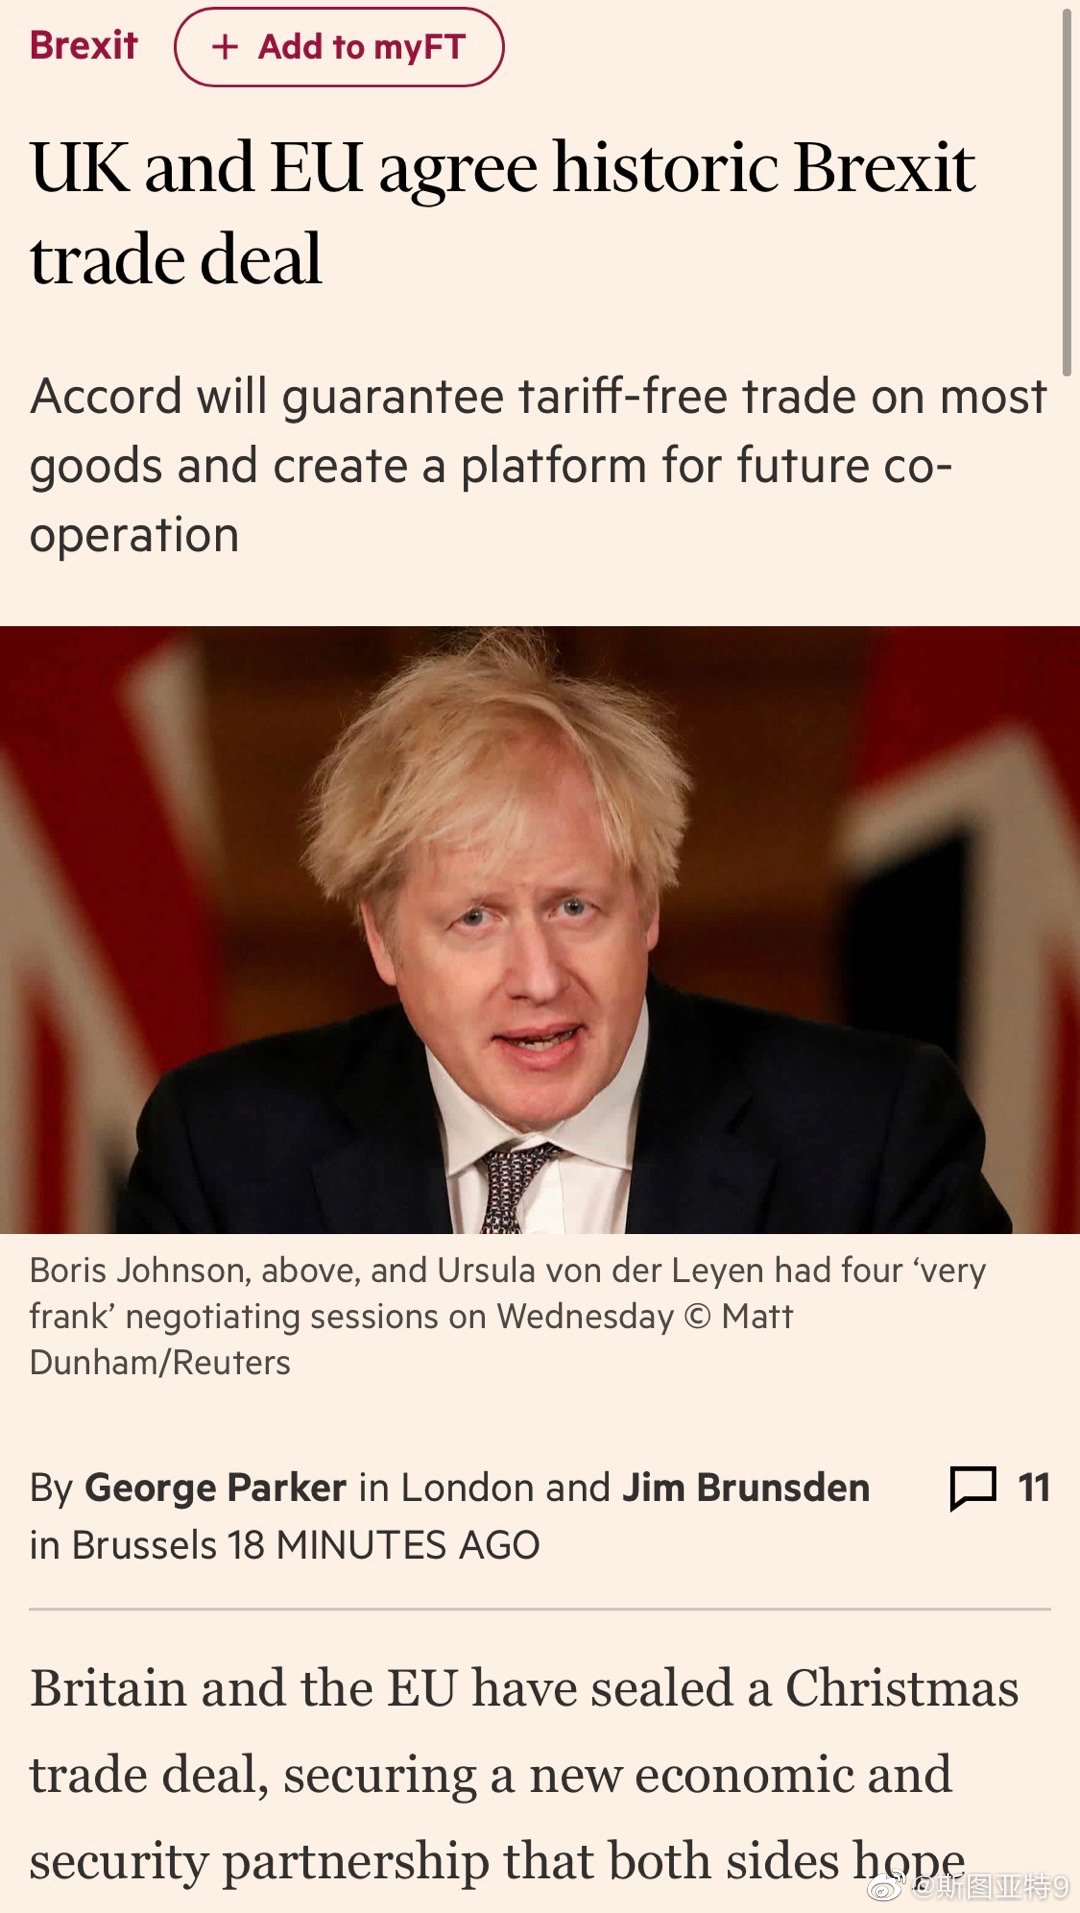 Brexit
+ Add to myFT
UK and EU agree historic Brexit
trade deal
Accord will guarantee tariff-free trade on most
goods and create a platform for future co-
operation
Boris Johnson, above, and Ursula von der Leyen had four ‘very
frank’ negotiating sessions on Wednesday © Matt
Dunham/Reuters
By George Parker in London and Jim Brunsden
in Brussels 18 MINUTES AGO
11
Britain and the EU have sealed a Christmas
trade deal, securing a new economic and
security partnership that both sides hope
@斯图亚特9